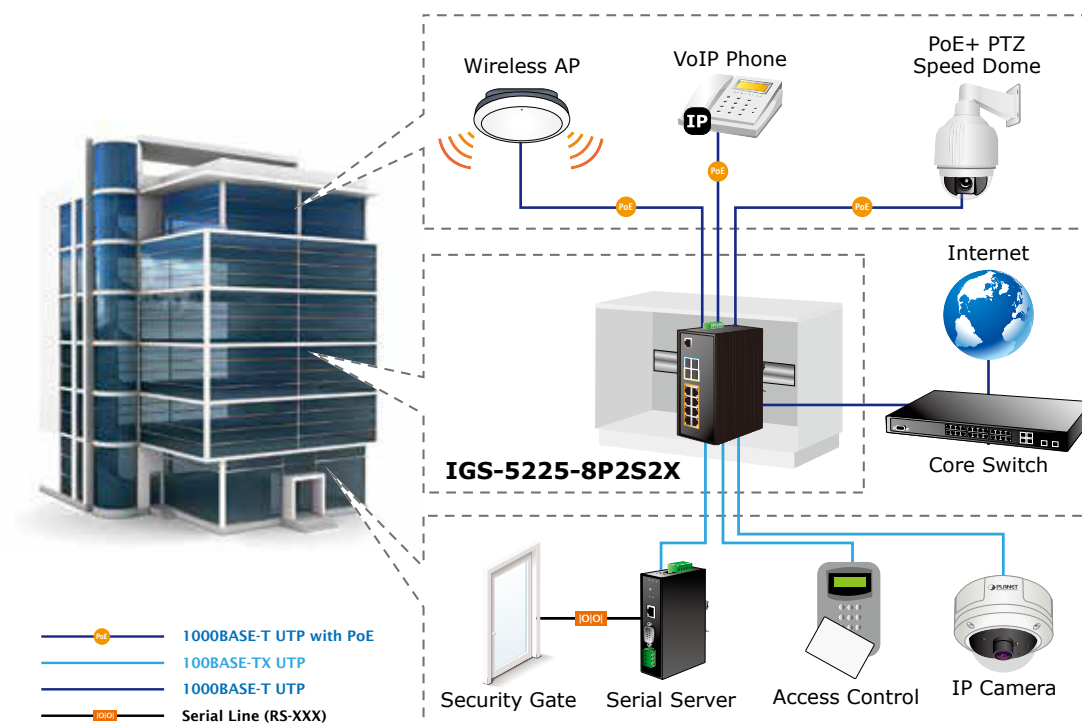 Wireless AP
VoIP Phone
PoE+ PTZ
Speed Dome
IP
PoE
PoE
PoE
Internet
IGS-5225-8P2S2X
Core Switch
PLANET
|O|O|
Security Gate
Serial Server
Access Control
IP Camera
PoE
1000BASE-T UTP with PoE
100BASE-TX UTP
1000BASE-T UTP
|O|O|
Serial Line (RS-XXX)